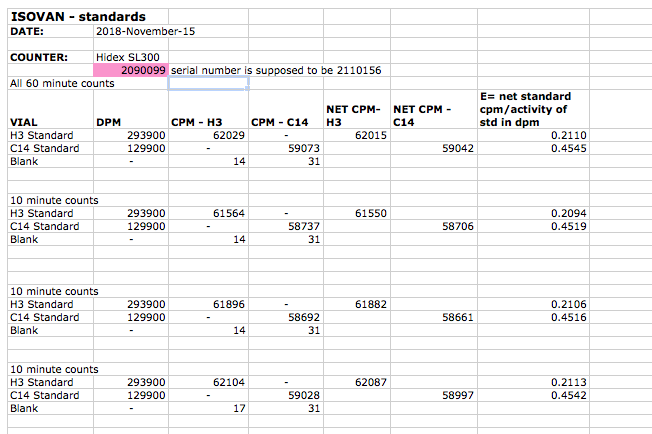 ISOVAN - standards
DATE: 2018-November-15
COUNTER: Hidex SL300
2090099 serial number is supposed to be 2110156
All 60 minute counts
VIAL DPM CPM - H3 CPM - C14 NET CPM- H3 NET CPM - C14 E= net standard cpm/activity of std in dpm
H3 Standard 293900 62029 - 62015 0.2110
C14 Standard 129900 - 59073 59042 0.4545
Blank - 14 31
10 minute counts
H3 Standard 293900 61564 - 61550 0.2094
C14 Standard 129900 - 58737 58706 0.4519
Blank - 14 31
10 minute counts
H3 Standard 293900 61896 - 61882 0.2106
C14 Standard 129900 - 58692 58661 0.4516
Blank - 14 31
10 minute counts
H3 Standard 293900 62104 - 62087 0.2113
C14 Standard 129900 - 59028 58997 0.4542
Blank - 17 31